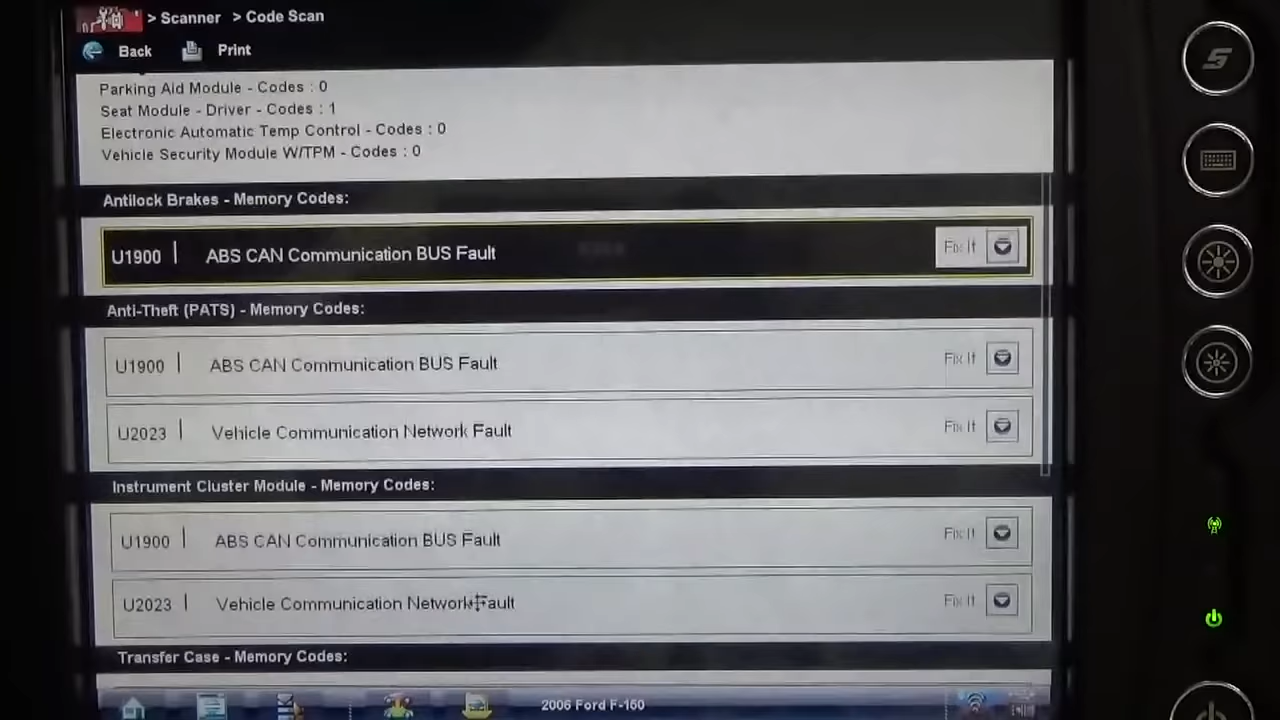 > Scanner > Code Scan
Back Print
Parking Aid Module - Codes : 0
Seat Module - Driver - Codes : 1
Electronic Automatic Temp Control - Codes : 0
Vehicle Security Module W/TPM - Codes : 0
Antilock Brakes - Memory Codes:
U1900 | ABS CAN Communication BUS Fault Fix It
Anti-Theft (PATS) - Memory Codes:
U1900 | ABS CAN Communication BUS Fault Fix It
U2023 | Vehicle Communication Network Fault Fix It
Instrument Cluster Module - Memory Codes:
U1900 | ABS CAN Communication BUS Fault Fix It
U2023 | Vehicle Communication Network Fault Fix It
Transfer Case - Memory Codes:
2006 Ford F-150